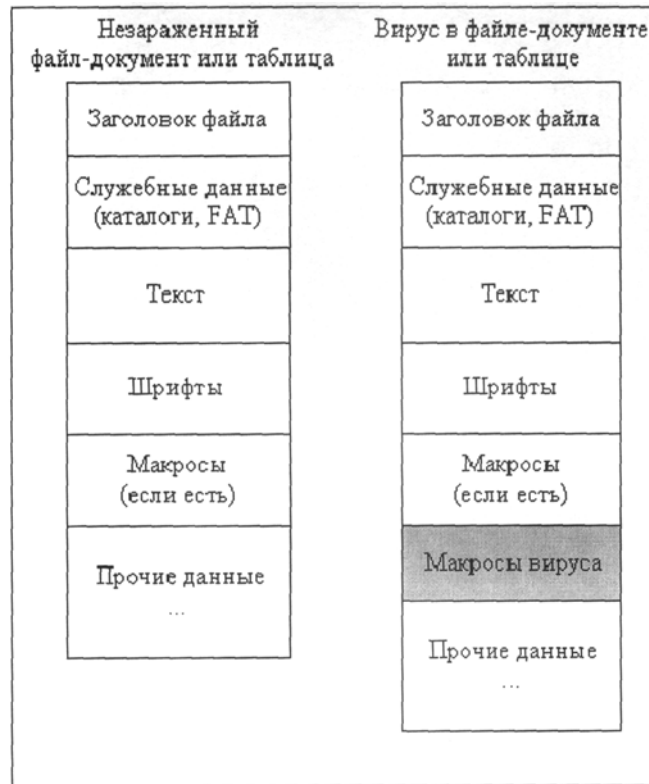 Незараженный
файл-документ или таблица
Заголовок файла
Служебные данные
(каталоги, FAT)
Текст
Шрифты
Макросы
(если есть)
Прочие данные
...
Вирус в файле-документе
или таблице
Заголовок файла
Служебные данные
(каталоги, FAT)
Текст
Шрифты
Макросы
(если есть)
Макросы вируса
Прочие данные
...